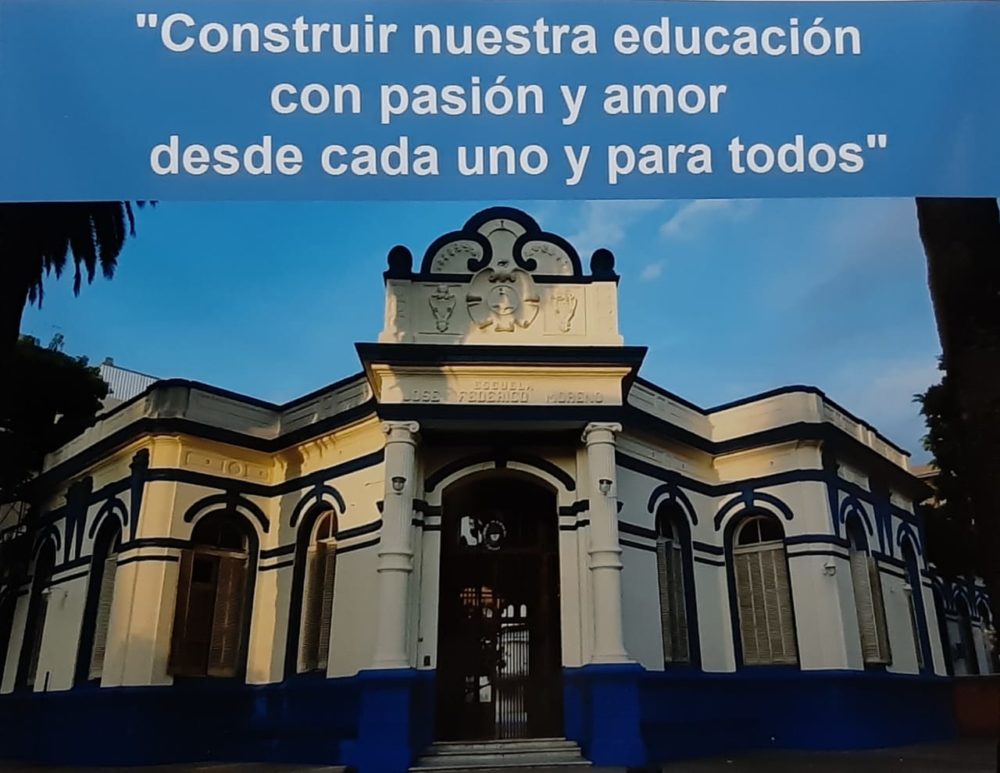 "Construir nuestra educación
con pasión y amor
desde cada uno y para todos"
ESCUELA
JOSE FEDERICO MORENO